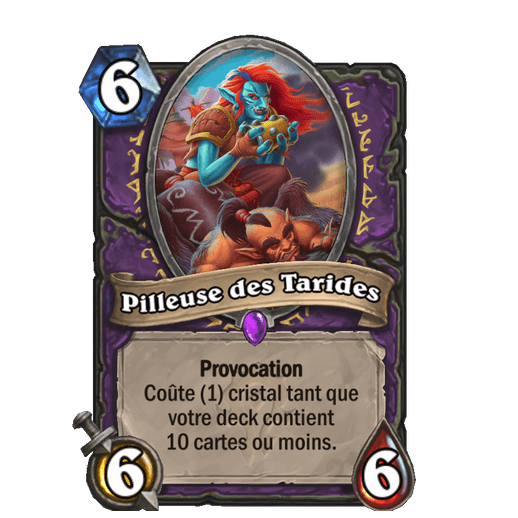 6
Pilleuse des Tarides
Provocation
Coûte (1) cristal tant que
votre deck contient
10 cartes ou moins.
6
6